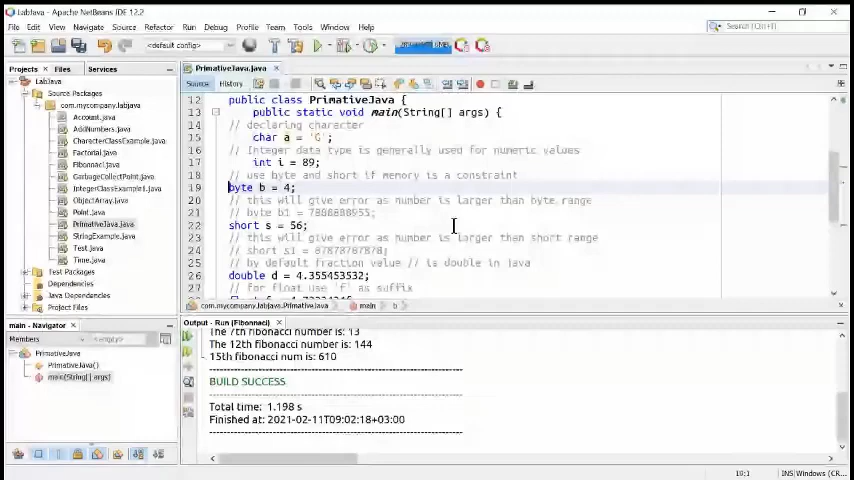 LabJava - Apache NetBeans IDE 12.2
File Edit View Navigate Source Refactor Run Debug Profile Team Tools Window Help
Search (Ctrl+I)
<default config>
Projects Files Services
PrimativeJava.java
Source History
LabJava
Source Packages
com.mycompany.labjava
Account.java
AddNumbers.java
CharacterClassExample.java
Factorial.java
Fibonaci.java
GarbageCollectPoint.java
IntegerClassExample1.java
ObjectArray.java
Point.java
PrimativeJava.java
StringExample.java
Test.java
Time.java
Test Packages
Dependencies
Java Dependencies
Project Files
12 public class PrimativeJava {
13 public static void main(String[] args) {
14 // declaring character
15 char a = 'G';
16 // Integer data type is generally used for numeric values
17 int i = 89;
18 // use byte and short if memory is a constraint
19 byte b = 4;
20 // this will give error as number is larger than byte range
21 // byte b1 = 7888888955;
22 short s = 56;
23 // this will give error as number is larger than short range
24 // short s1 = 87878787878;
25 // by default fraction value // is double in java
26 double d = 4.355453532;
27 // for float use 'f' as suffix
com.mycompany.labjava.PrimativeJava main b
main - Navigator
Members <empty>
PrimativeJava
PrimativeJava()
main(String[] args)
Output - Run (Fibonaci)
The 7th fibonacci number is: 13
The 12th fibonacci number is: 144
15th fibonacci num is: 610
------------------------------------------------------------------------
BUILD SUCCESS
------------------------------------------------------------------------
Total time: 1.198 s
Finished at: 2021-02-11T09:02:18+03:00
------------------------------------------------------------------------
INS Windows (CR...